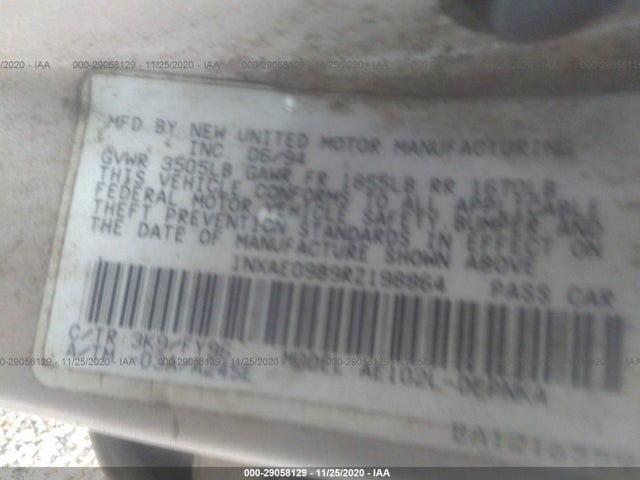 000-29058129 · 11/25/2020 - IAA
MFD BY NEW UNITED MOTOR MANUFACTURING
INC 06/94
GVWR 3505LB GAWR FR 1855LB RR 1670LB
THIS VEHICLE CONFORMS TO ALL APPLICABLE
FEDERAL MOTOR VEHICLE SAFETY, BUMPER, AND
THEFT PREVENTION STANDARDS IN EFFECT ON
THE DATE OF MANUFACTURE SHOWN ABOVE
1NXAE09B9RZ198864 PASS CAR
C/TR: 3K9/FY96
A/TM
AE102L-DEPNKA
000-29058129 · 11/25/2020 - IAA